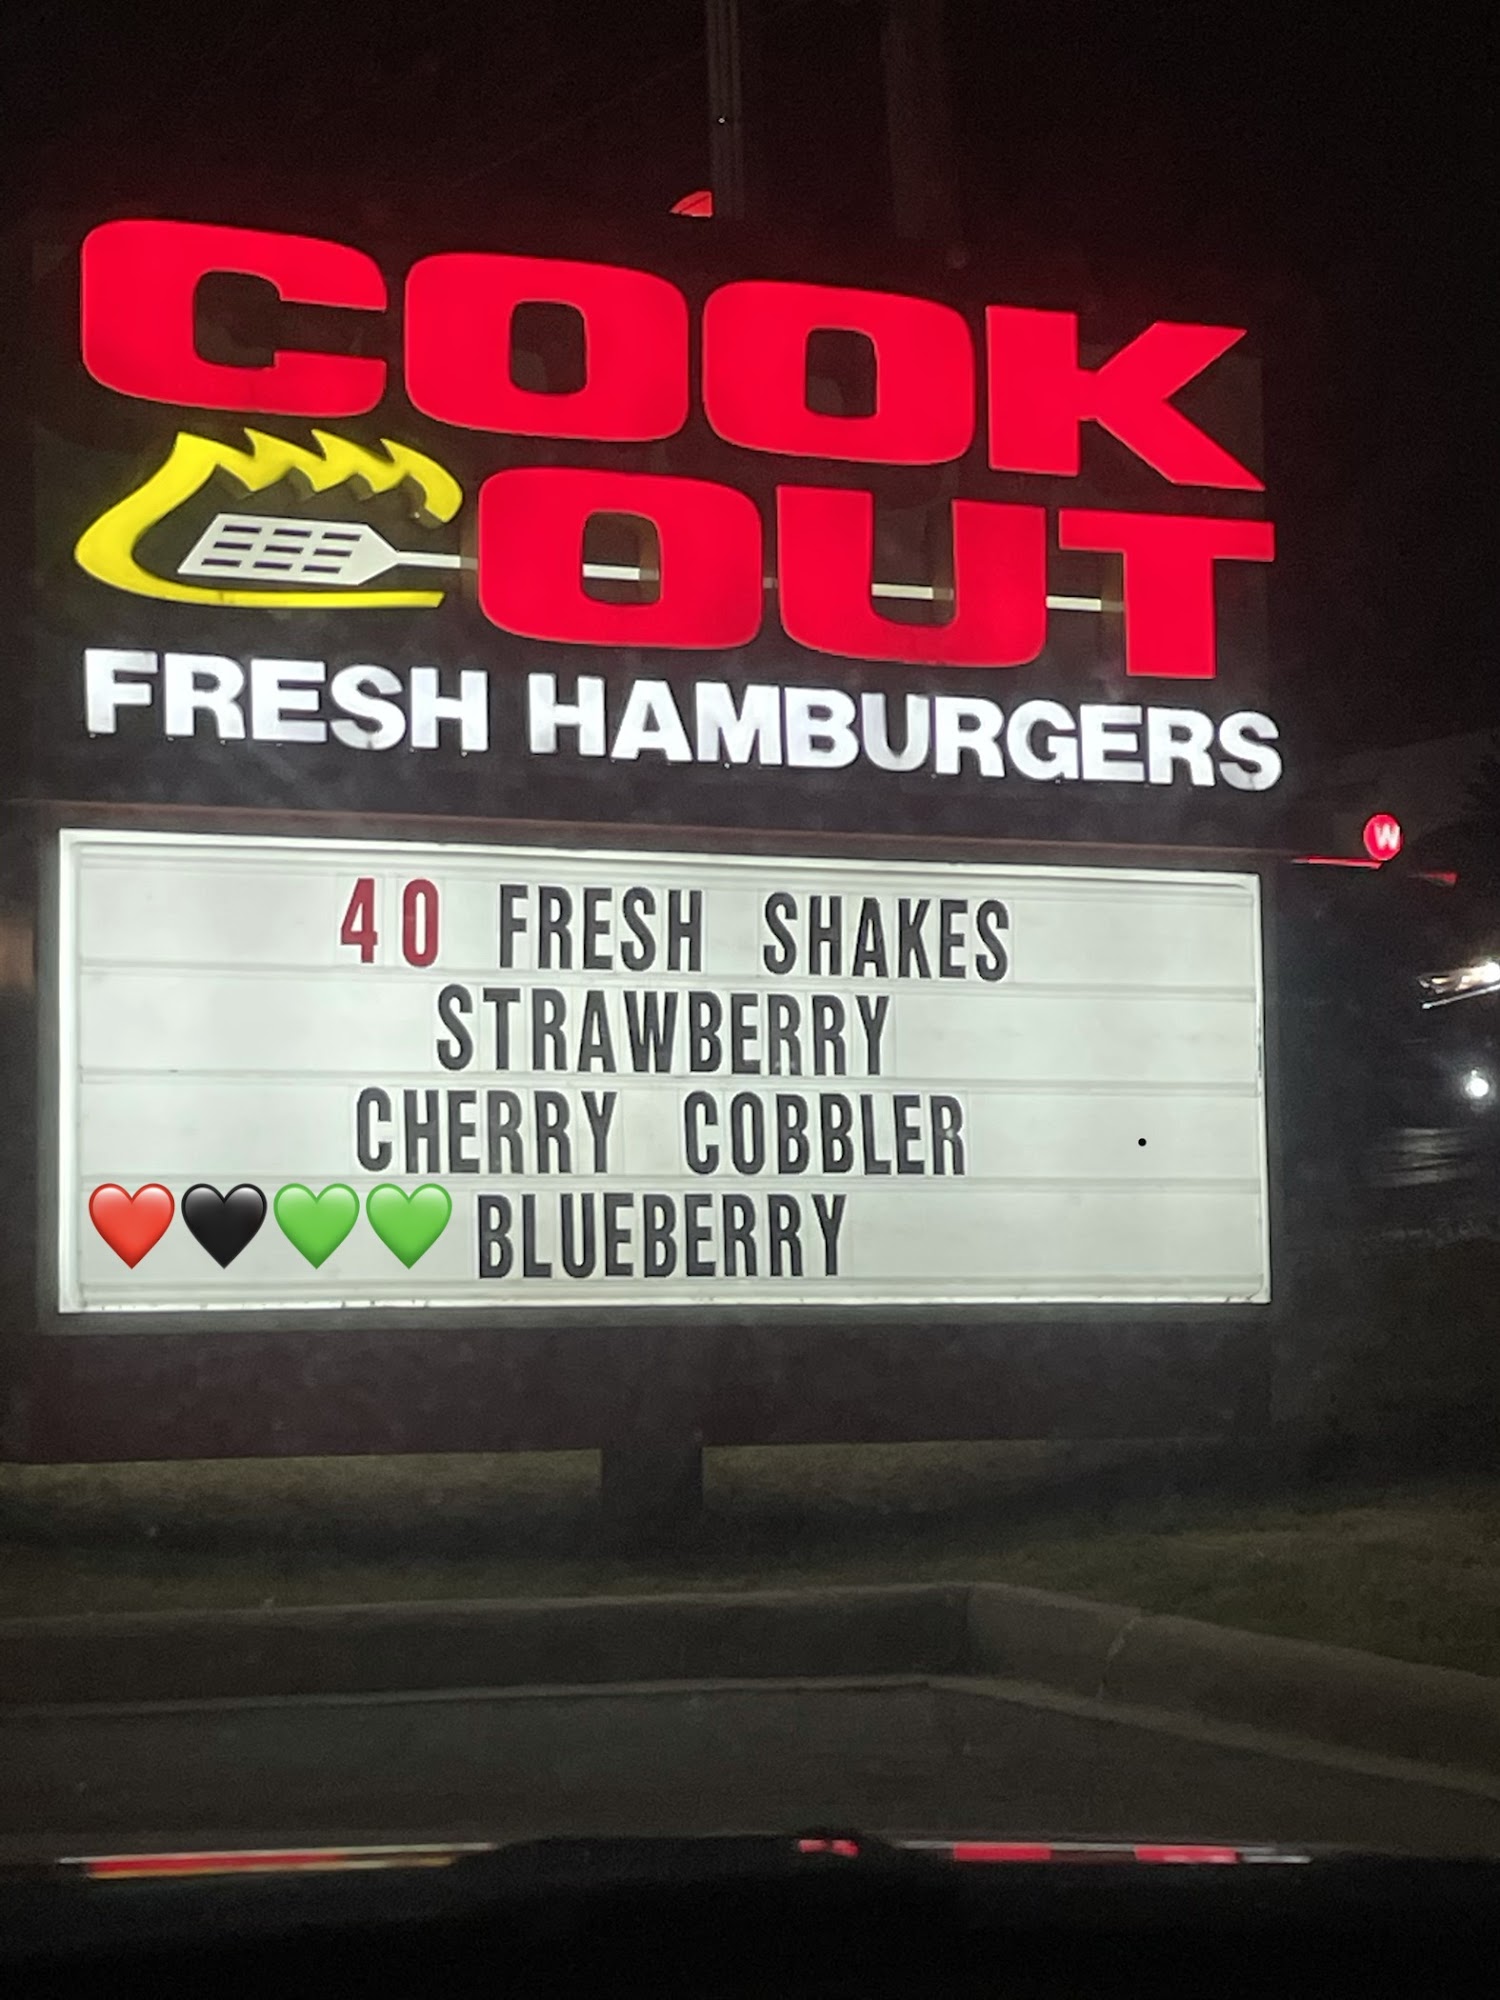 COOK
OUT
FRESH HAMBURGERS
W
40 FRESH SHAKES
STRAWBERRY
CHERRY COBBLER
❤️🖤💚💚 BLUEBERRY